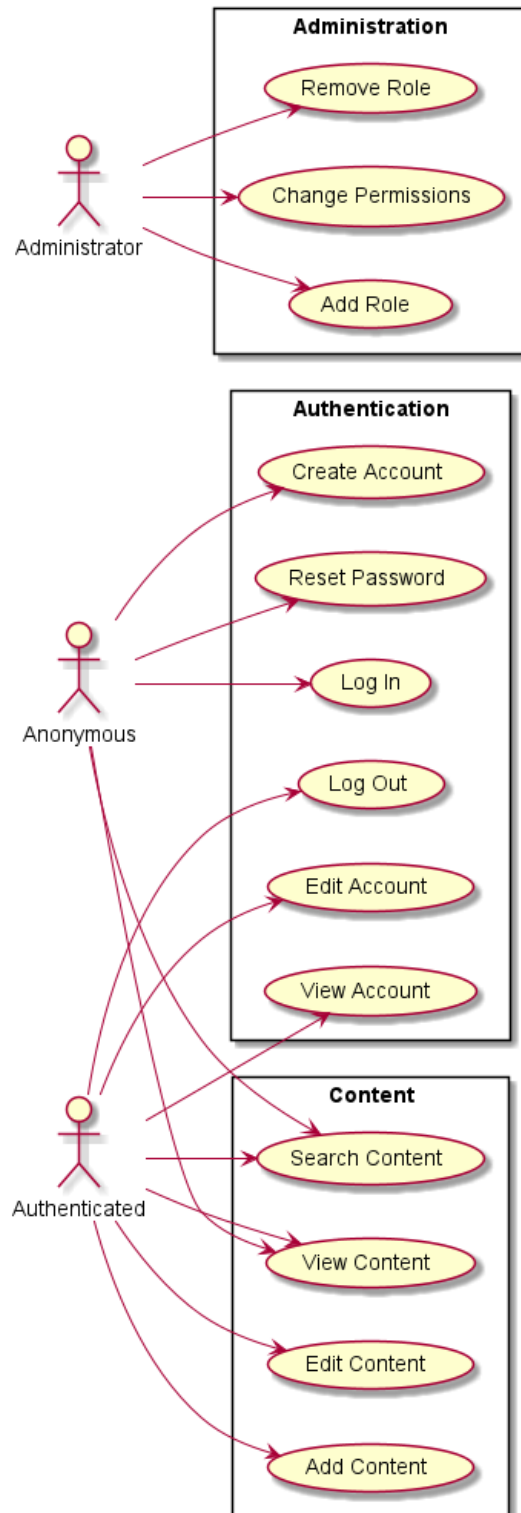 Administration
Remove Role
Change Permissions
Administrator
Add Role
Authentication
Create Account
Reset Password
Log In
Anonymous
Log Out
Edit Account
View Account
Content
Search Content
Authenticated
View Content
Edit Content
Add Content